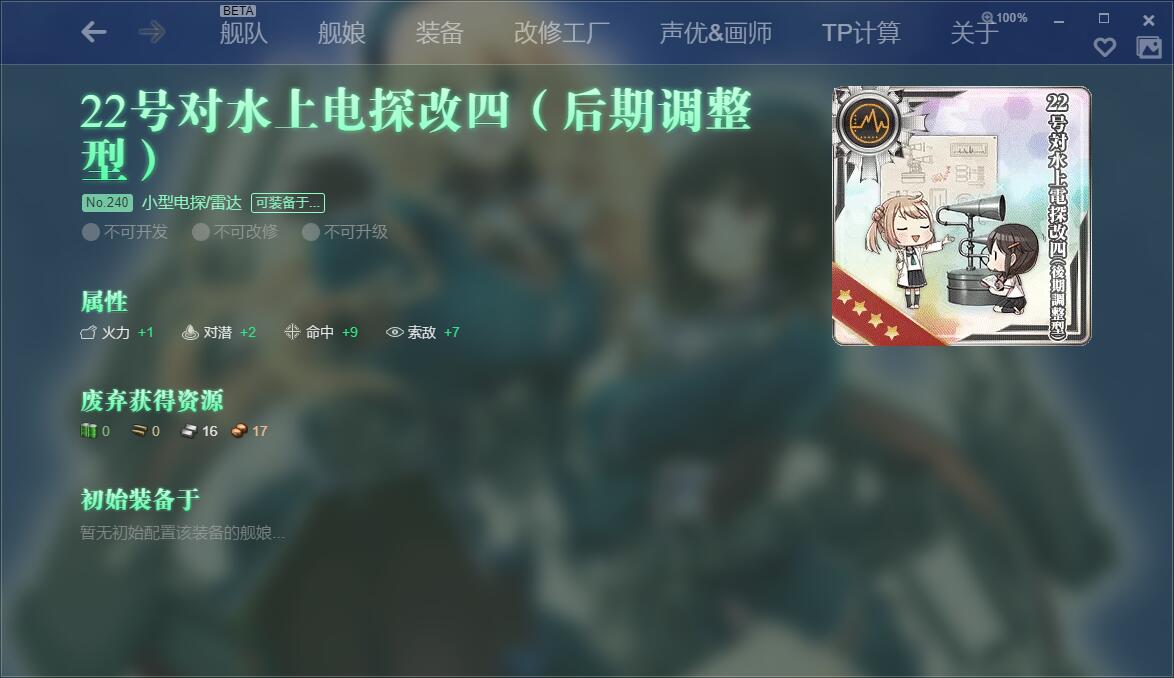 BETA
舰队 舰娘 装备 改修工厂 声优&画师 TP计算 关于
100%
22号对水上电探改四（后期调整
型）
No.240 小型电探/雷达 可装备于...
不可开发 不可改修 不可升级
属性
火力 +1 对潜 +2 命中 +9 索敌 +7
废弃获得资源
0 0 16 17
初始装备于
暂无初始配置该装备的舰娘...
22号対水上電探改四(後期調整型)